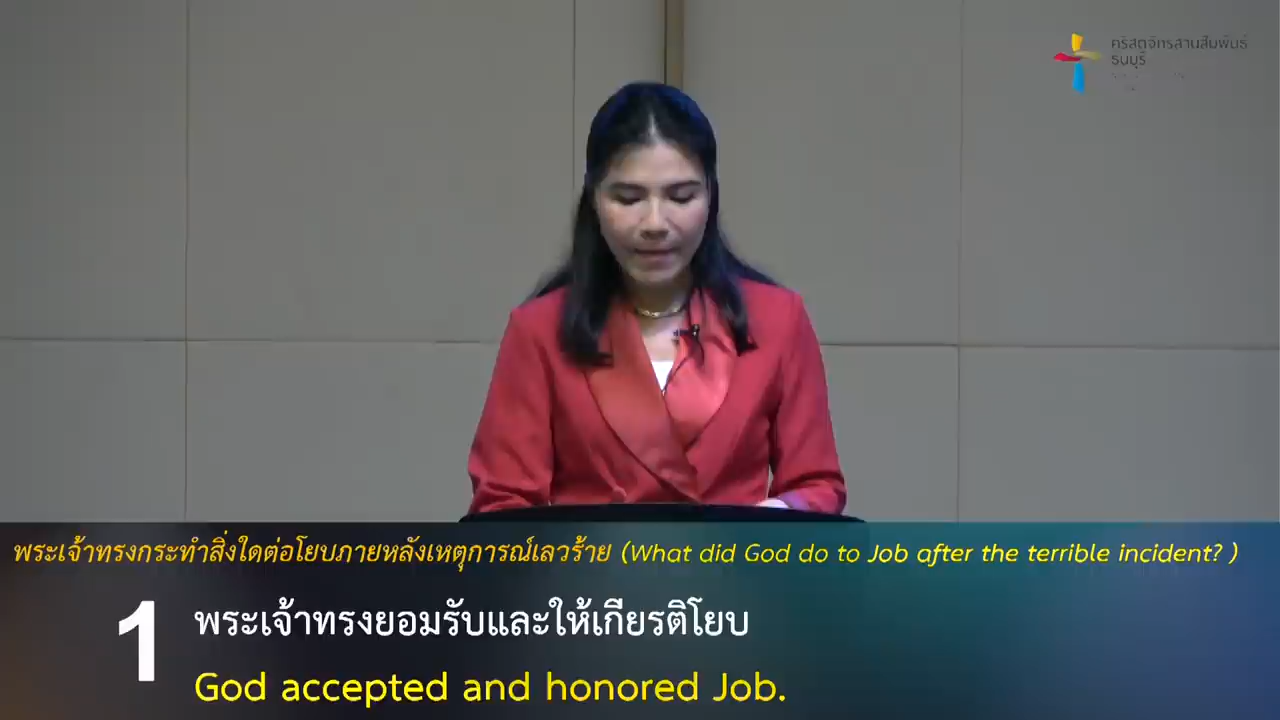 คริสตจักรสานสัมพันธ์
ธนบุรี
พระเจ้าทรงกระทำสิ่งใดต่อโยบภายหลังเหตุการณ์เลวร้าย (What did God do to Job after the terrible incident? )
1
พระเจ้าทรงยอมรับและให้เกียรติโยบ
God accepted and honored Job.